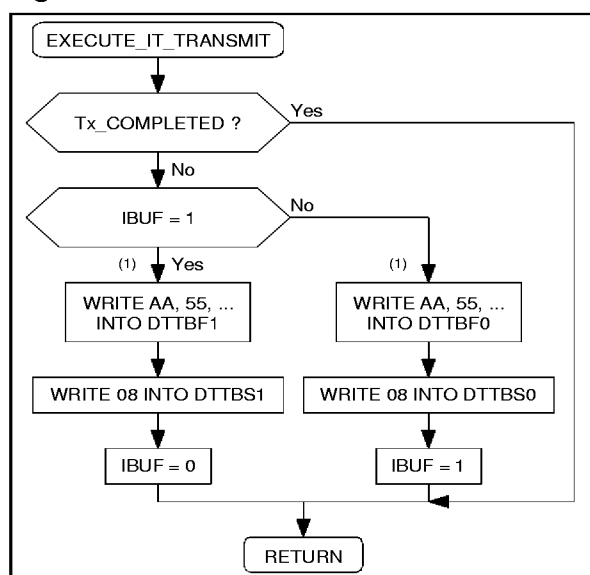 EXECUTE_IT_TRANSMIT
Tx_COMPLETED ?
Yes
No
IBUF = 1
No
(1)
Yes
(1)
WRITE AA, 55, ...
INTO DTTBF1
WRITE AA, 55, ...
INTO DTTBF0
WRITE 08 INTO DTTBS1
WRITE 08 INTO DTTBS0
IBUF = 0
IBUF = 1
RETURN